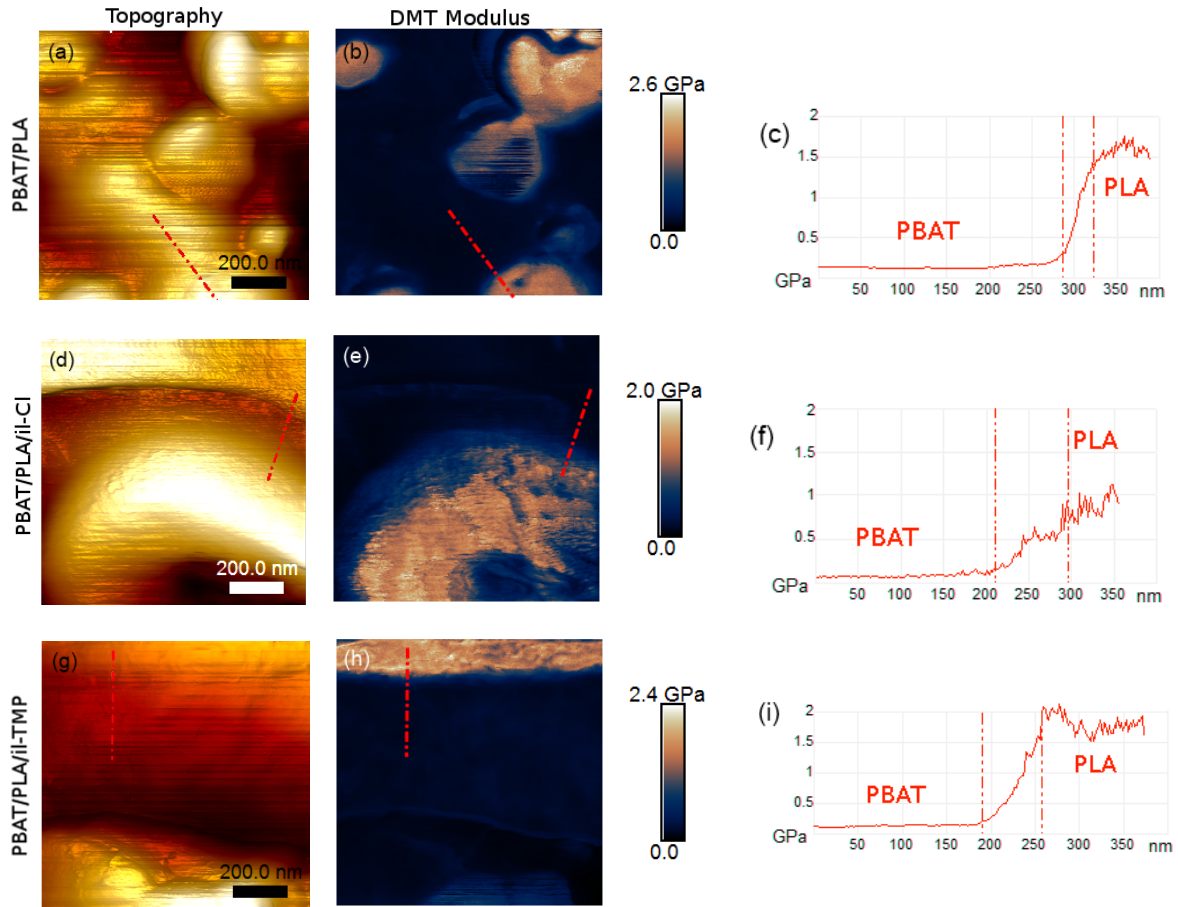 Topography
DMT Modulus
PBAT/PLA
(a)
200.0 nm
(b)
2.6 GPa
0.0
(c)
2
1.5
1
0.5
GPa
50
100
150
200
250
300
350
nm
PBAT
PLA
PBAT/PLA/il-Cl
(d)
200.0 nm
(e)
2.0 GPa
0.0
(f)
2
1.5
1
0.5
GPa
50
100
150
200
250
300
350
nm
PBAT
PLA
PBAT/PLA/il-TMP
(g)
200.0 nm
(h)
2.4 GPa
0.0
(i)
2
1.5
1
0.5
GPa
50
100
150
200
250
300
350
nm
PBAT
PLA